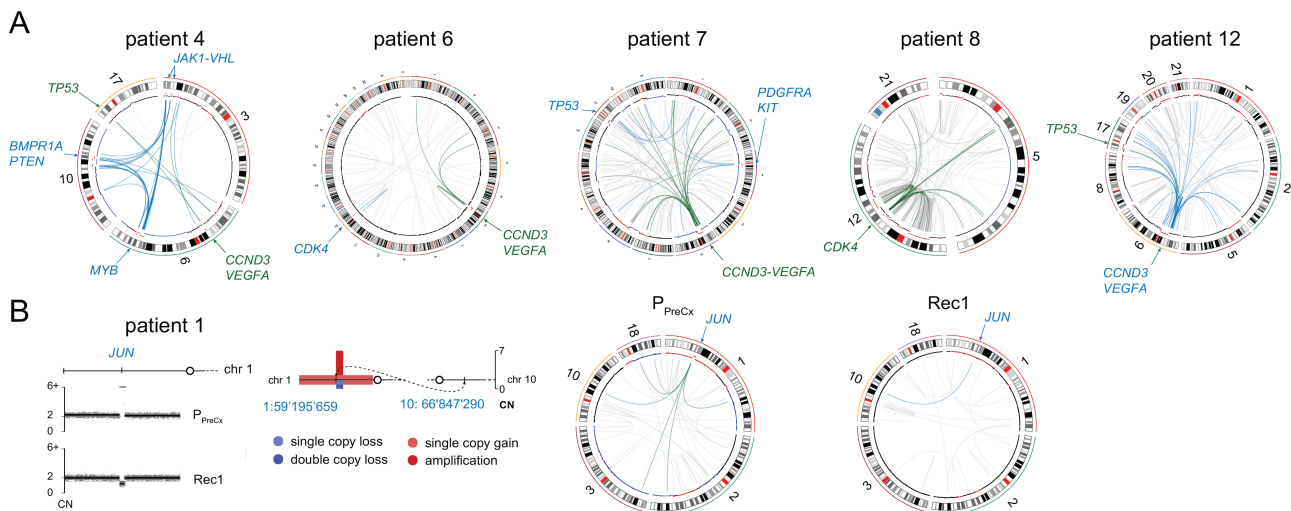 A
patient 4
patient 6
patient 7
patient 8
patient 12
JAK1-VHL
17
TP53
3
BMPR1A
PTEN
10
MYB
6
CCND3
VEGFA
CDK4
CCND3
VEGFA
TP53
PDGFRA
KIT
CCND3-VEGFA
21
5
12
CDK4
21
20
19
17
TP53
8
6
1
2
5
CCND3
VEGFA
B
patient 1
JUN
chr 1
6+
2
0
PPreCx
6+
2
0
Rec1
CN
chr 1
chr 10
7
0
CN
1:59'195'659
10: 66'847'290
single copy loss
single copy gain
double copy loss
amplification
PPreCx
JUN
18
1
10
3
2
Rec1
JUN
18
1
10
3
2